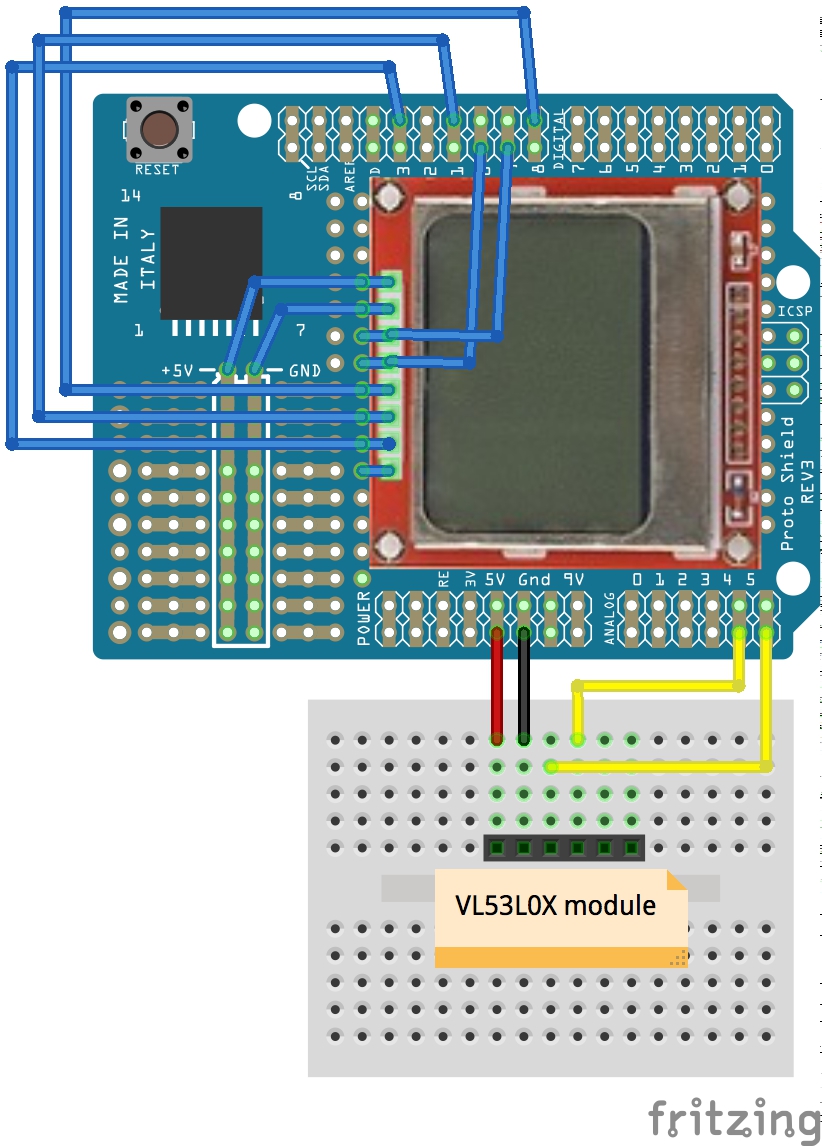 RESET
SCL
SDA
AREF
D
3
2
1
8
DIGITAL
7
6
5
4
3
2
1
0
14
8
MADE IN
ITALY
1
7
+5V
GND
ICSP
Proto Shield
REV3
POWER
RE
3V
5V
Gnd
9V
ANALOG
0
1
2
3
4
5
VL53L0X module
fritzing